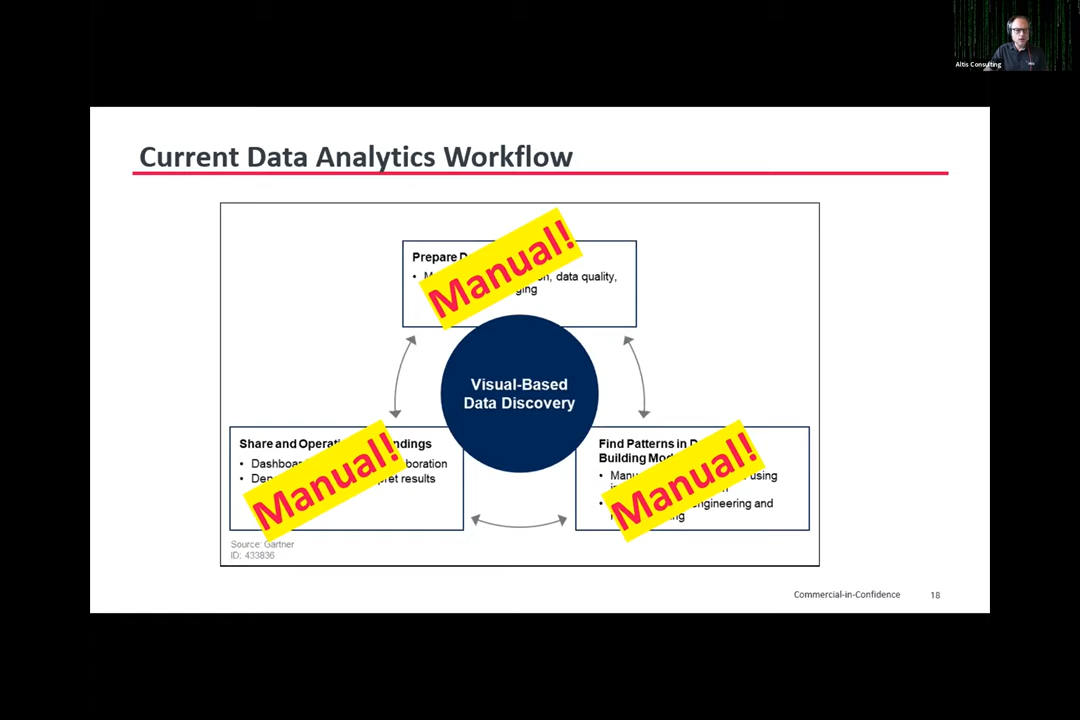 Altis Consulting
Current Data Analytics Workflow
Manual!
Prepare D
• M n, data quality,
ging
Visual-Based
Data Discovery
Manual!
Share and Operat ndings
• Dashboa boration
• Dep pret results
Manual!
Find Patterns in D
Building Mod
• Manu using
• engineering and
ng
Source: Gartner
ID: 433836
Commercial-in-Confidence
18